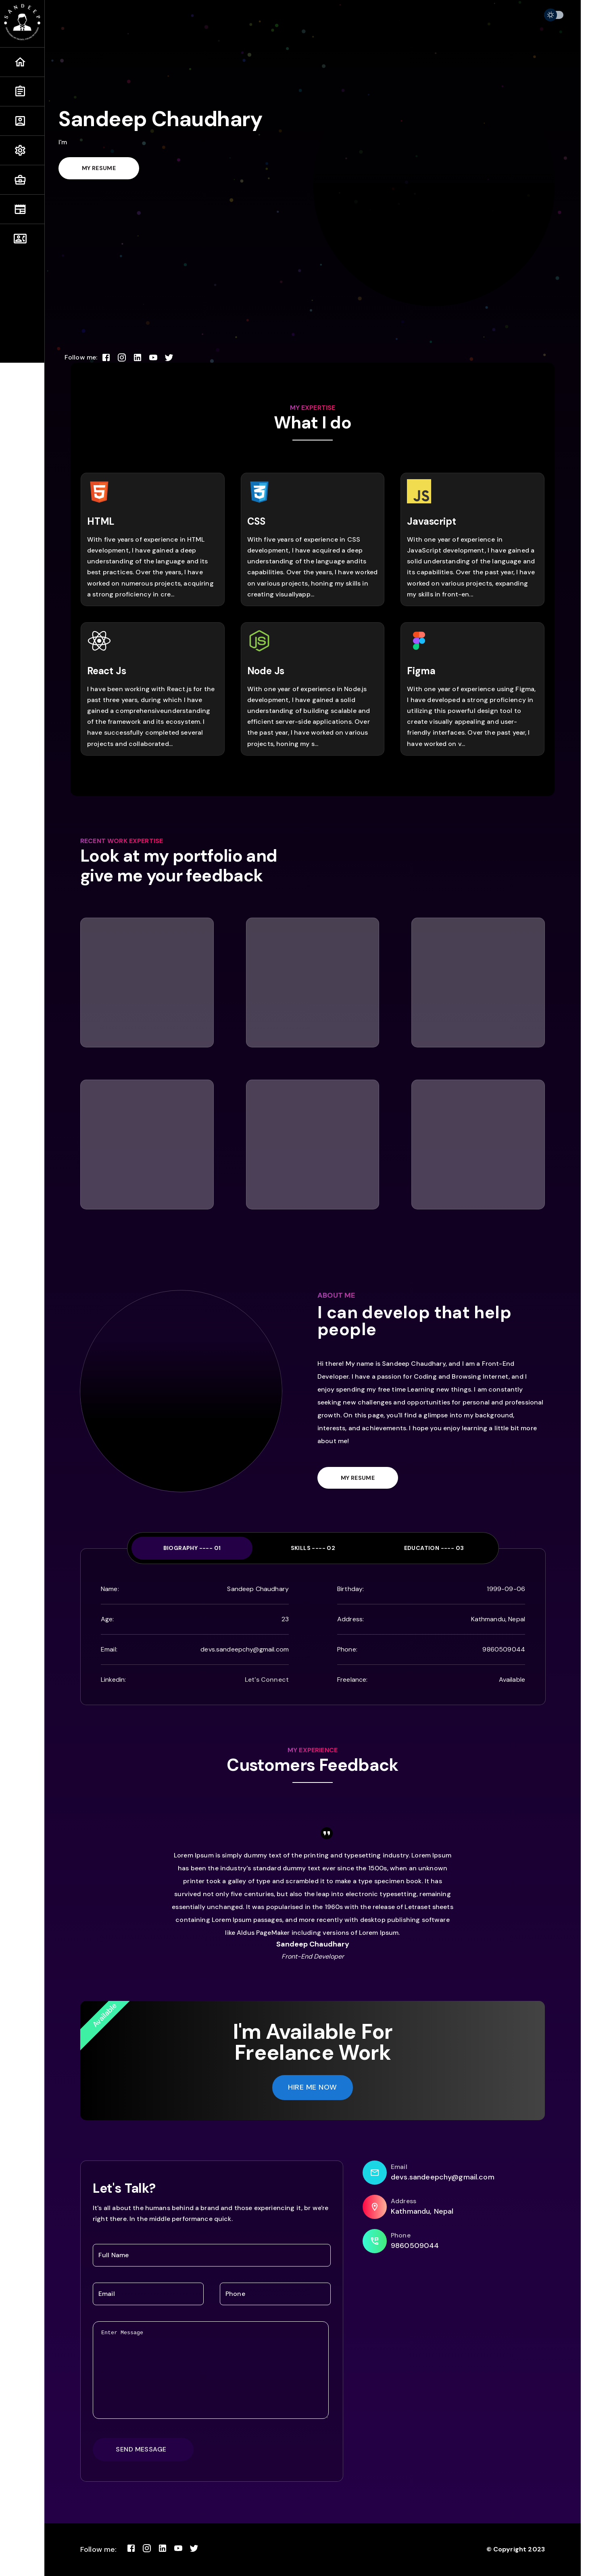 SANDEEP
Sandeep Chaudhary
I'm
MY RESUME
Follow me:
MY EXPERTISE
What I do
HTML
With five years of experience in HTML
development, I have gained a deep
understanding of the language and its
best practices. Over the years, I have
worked on numerous projects, acquiring
a strong proficiency in cre...
CSS
With five years of experience in CSS
development, I have acquired a deep
understanding of the language andits
capabilities. Over the years, I have worked
on various projects, honing my skills in
creating visuallyapp...
JS
Javascript
With one year of experience in
JavaScript development, I have gained a
solid understanding of the language and
its capabilities. Over the past year, I have
worked on various projects, expanding
my skills in front-en...
React Js
I have been working with React.js for the
past three years, during which I have
gained a comprehensiveunderstanding
of the framework and its ecosystem. I
have successfully completed several
projects and collaborated...
JS
Node Js
With one year of experience in Node.js
development, I have gained a solid
understanding of building scalable and
efficient server-side applications. Over
the past year, I have worked on various
projects, honing my s...
Figma
With one year of experience using Figma,
I have developed a strong proficiency in
utilizing this powerful design tool to
create visually appealing and user-
friendly interfaces. Over the past year, I
have worked on v...
RECENT WORK EXPERTISE
Look at my portfolio and
give me your feedback
ABOUT ME
I can develop that help
people
Hi there! My name is Sandeep Chaudhary, and I am a Front-End
Developer. I have a passion for Coding and Browsing Internet, and I
enjoy spending my free time Learning new things. I am constantly
seeking new challenges and opportunities for personal and professional
growth. On this page, you'll find a glimpse into my background,
interests, and achievements. I hope you enjoy learning a little bit more
about me!
MY RESUME
BIOGRAPHY ---- 01
SKILLS ---- 02
EDUCATION ---- 03
Name: Sandeep Chaudhary
Birthday: 1999-09-06
Age: 23
Address: Kathmandu, Nepal
Email: devs.sandeepchy@gmail.com
Phone: 9860509044
Linkedin: Let's Connect
Freelance: Available
MY EXPERIENCE
Customers Feedback
Lorem Ipsum is simply dummy text of the printing and typesetting industry. Lorem Ipsum
has been the industry's standard dummy text ever since the 1500s, when an unknown
printer took a galley of type and scrambled it to make a type specimen book. It has
survived not only five centuries, but also the leap into electronic typesetting, remaining
essentially unchanged. It was popularised in the 1960s with the release of Letraset sheets
containing Lorem Ipsum passages, and more recently with desktop publishing software
like Aldus PageMaker including versions of Lorem Ipsum.
Sandeep Chaudhary
Front-End Developer
Available
I'm Available For
Freelance Work
HIRE ME NOW
Let's Talk?
It's all about the humans behind a brand and those experiencing it, br we're
right there. In the middle performance quick.
Full Name
Email
Phone
Enter Message
SEND MESSAGE
Email
devs.sandeepchy@gmail.com
Address
Kathmandu, Nepal
Phone
9860509044
Follow me:
© Copyright 2023